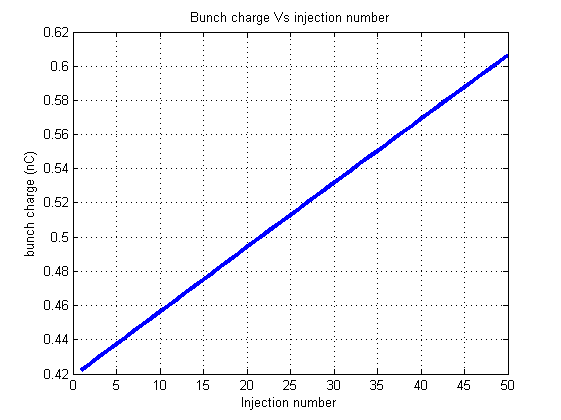 Bunch charge Vs injection number
0.62
0.6
0.58
0.56
0.54
0.52
0.5
0.48
0.46
0.44
0.42
bunch charge (nC)
0 5 10 15 20 25 30 35 40 45 50
Injection number